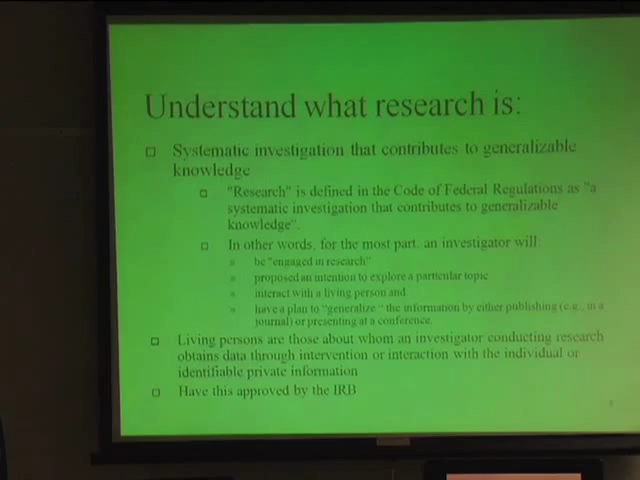 Understand what research is:
Systematic investigation that contributes to generalizable
knowledge
"Research" is defined in the Code of Federal Regulations as "a
systematic investigation that contributes to generalizable
knowledge".
In other words, for the most part, an investigator will:
be "engaged in research"
proposed an intention to explore a particular topic
interact with a living person and
have a plan to "generalize " the information by either publishing (e.g., in a
journal) or presenting at a conference.
Living persons are those about whom an investigator conducting research
obtains data through intervention or interaction with the individual or
identifiable private information
Have this approved by the IRB